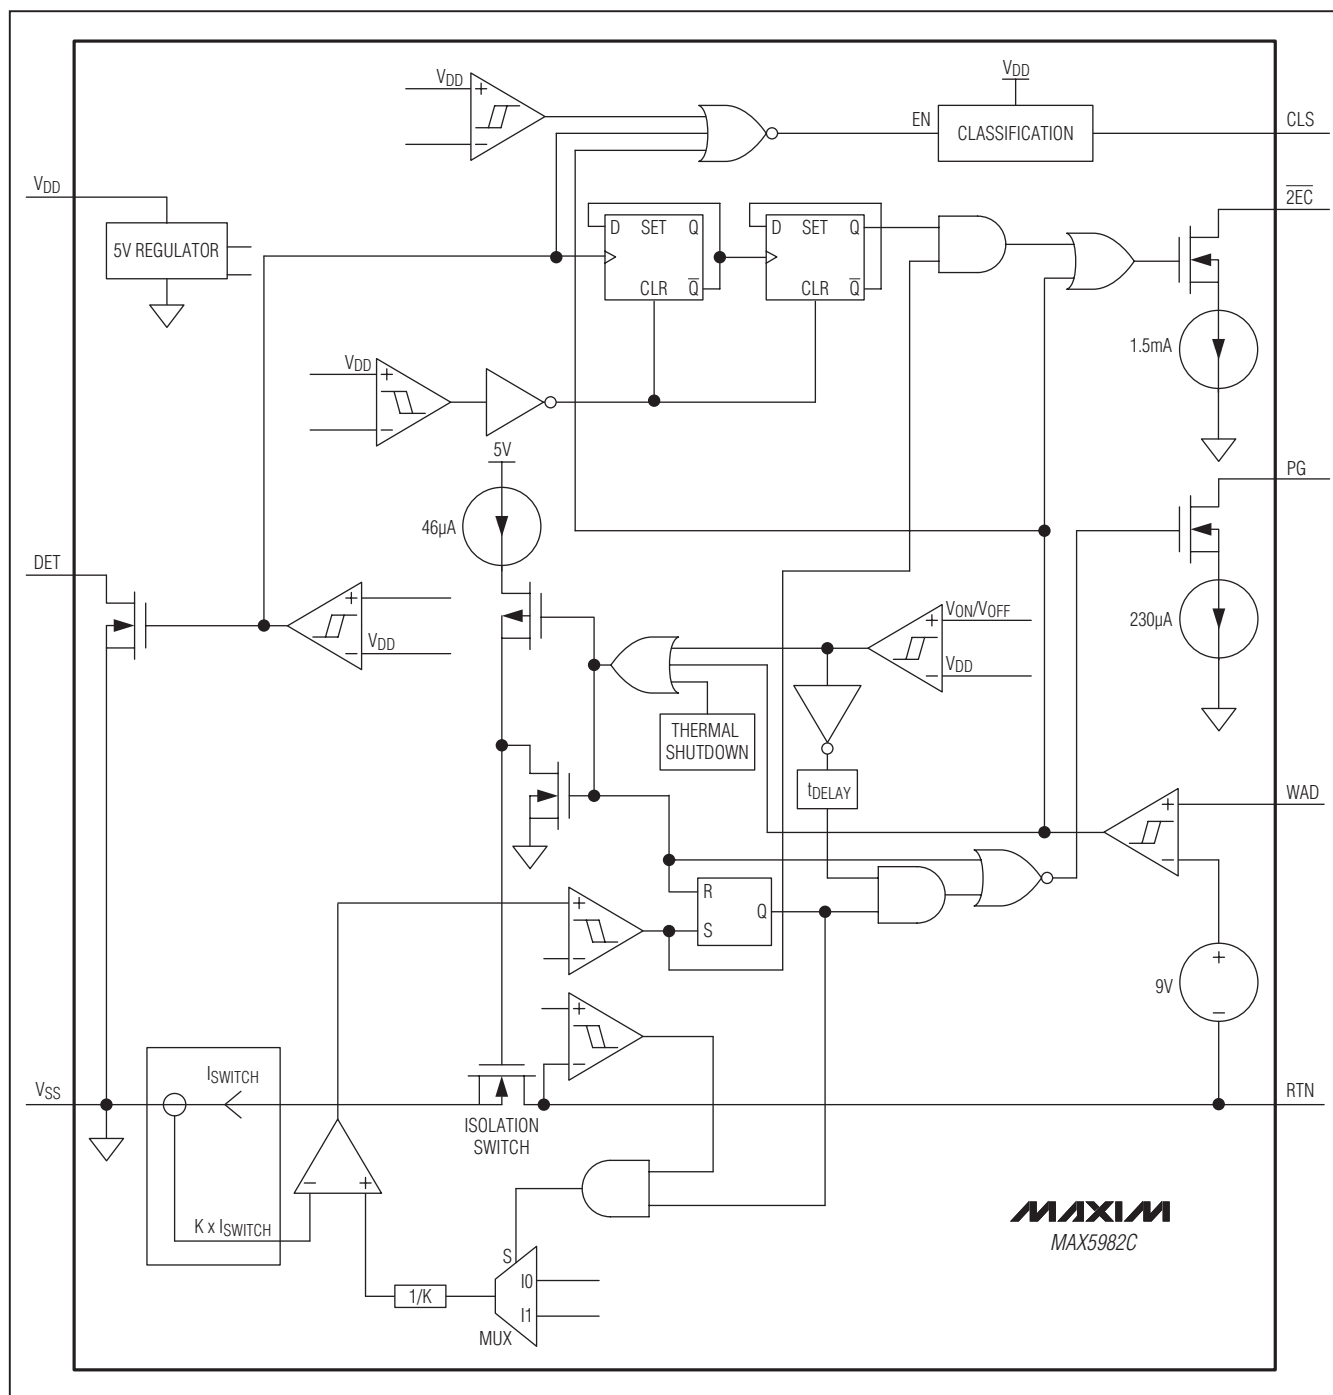 VDD
VDD
+
−
EN
CLASSIFICATION
CLS
VDD
5V REGULATOR
D SET Q
CLR Q̅
D SET Q
CLR Q̅
2̅E̅C̅
1.5mA
VDD
+
−
5V
46µA
PG
DET
+
VDD
−
VON/VOFF
+
VDD
−
230µA
THERMAL
SHUTDOWN
tDELAY
WAD
+
−
R
S
Q
+
−
9V
+
−
+
−
VSS
ISWITCH
ISOLATION
SWITCH
RTN
−
+
K x ISWITCH
S
I0
I1
1/K
MUX
MAXIM
MAX5982C